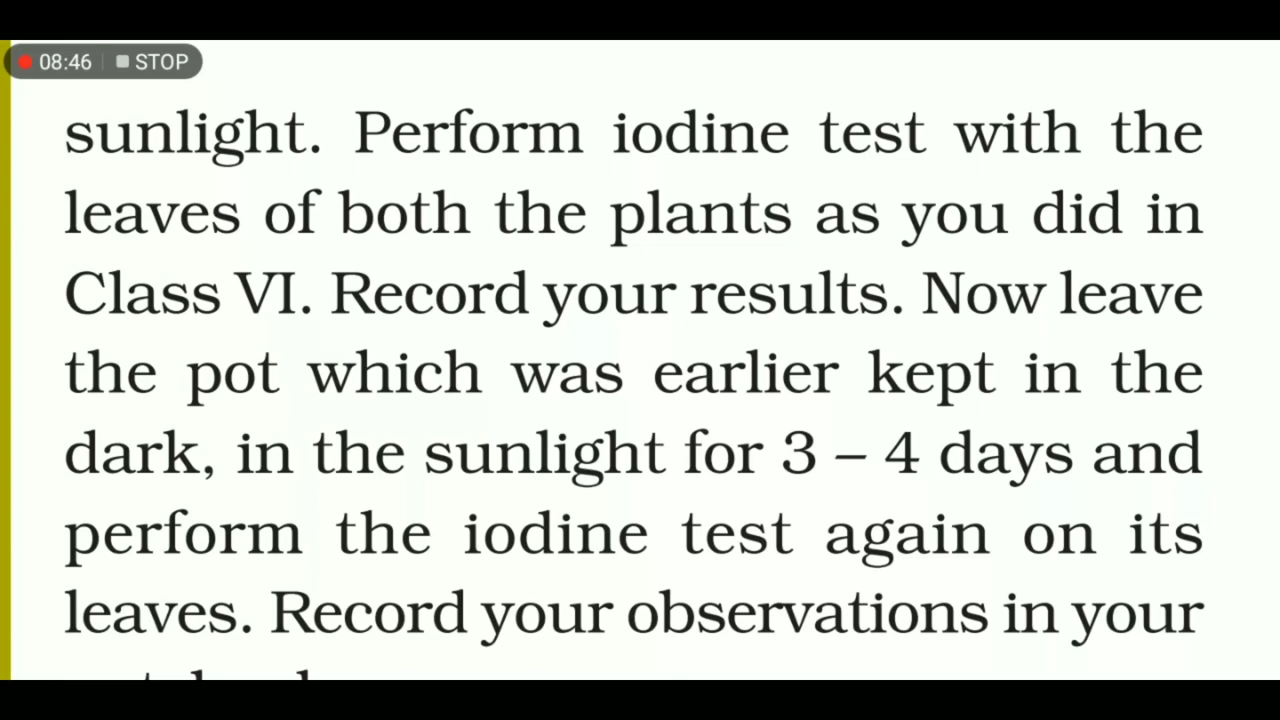 08:46 STOP
sunlight. Perform iodine test with the
leaves of both the plants as you did in
Class VI. Record your results. Now leave
the pot which was earlier kept in the
dark, in the sunlight for 3 – 4 days and
perform the iodine test again on its
leaves. Record your observations in your